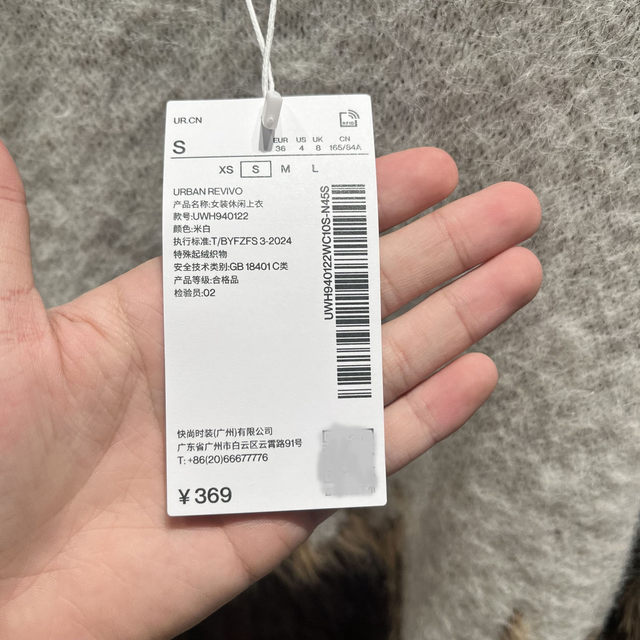 UR.CN
S
EUR US UK CN
36 4 8 165/84A
XS S M L
URBAN REVIVO
产品名称:女装休闲上衣
款号:UWH940122
颜色:米白
执行标准:T/BYFZFS 3-2024
特殊起绒织物
安全技术类别:GB 18401 C类
产品等级:合格品
检验员:02
UWH940122WC10S-N45S
快尚时装(广州)有限公司
广东省广州市白云区云霄路91号
T: +86(20)66677776
¥ 369